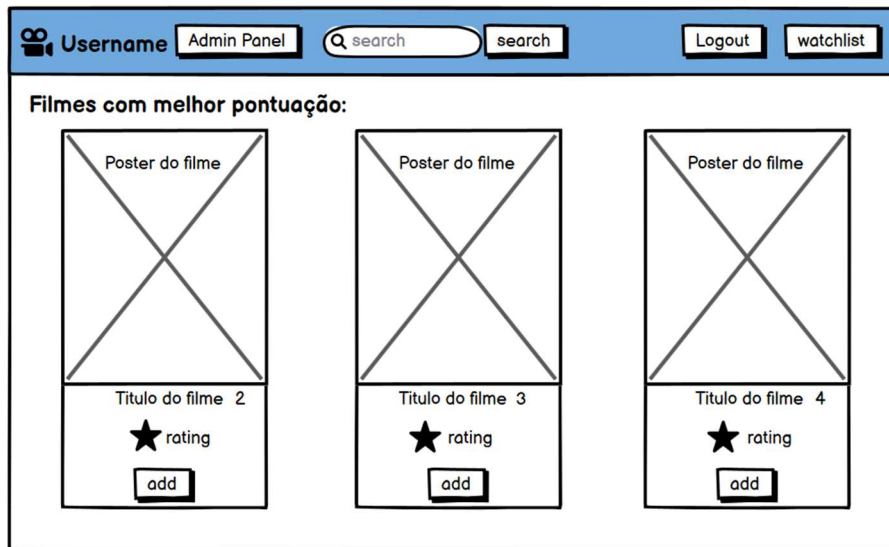 Username Admin Panel search search Logout watchlist
Filmes com melhor pontuação:
Poster do filme Poster do filme Poster do filme
Titulo do filme 2 Titulo do filme 3 Titulo do filme 4
rating rating rating
add add add